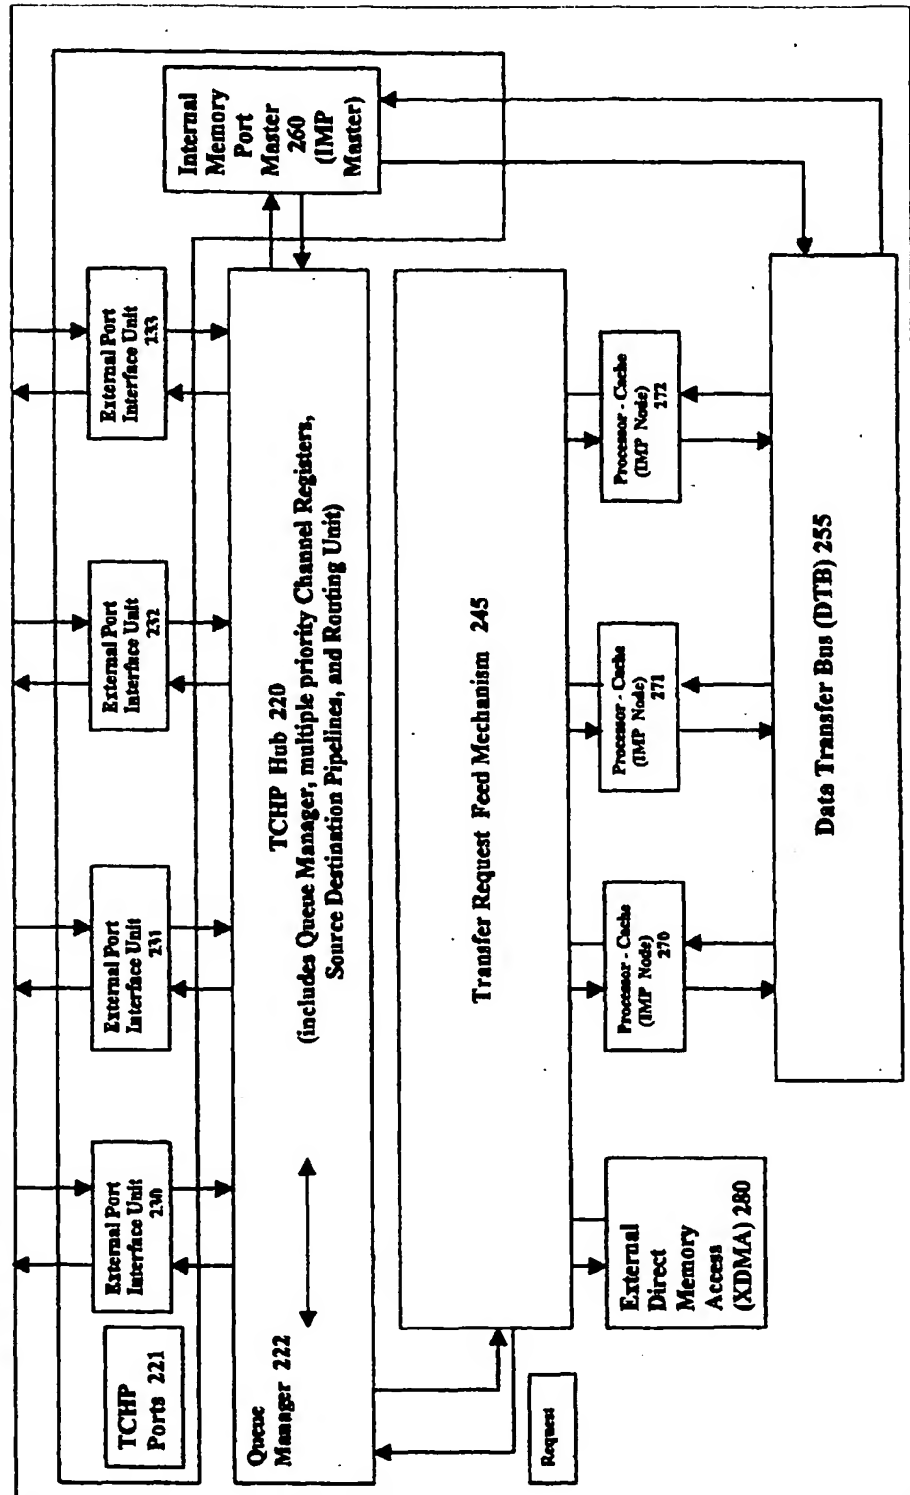 TCHP
Ports 221
External Port
Interface Unit
230
External Port
Interface Unit
231
External Port
Interface Unit
232
External Port
Interface Unit
233
Internal
Memory
Port
Master
260
(IMP
Master)
Queue
Manager 222
TCHP Hub 220
(includes Queue Manager, multiple priority Channel Registers,
Source Destination Pipelines, and Routing Unit)
Transfer Request Feed Mechanism 245
Request
External
Direct
Memory
Access
(XDMA) 280
Processor - Cache
(IMP Node)
270
Processor - Cache
(IMP Node)
271
Processor - Cache
(IMP Node)
272
Data Transfer Bus (DTB) 255